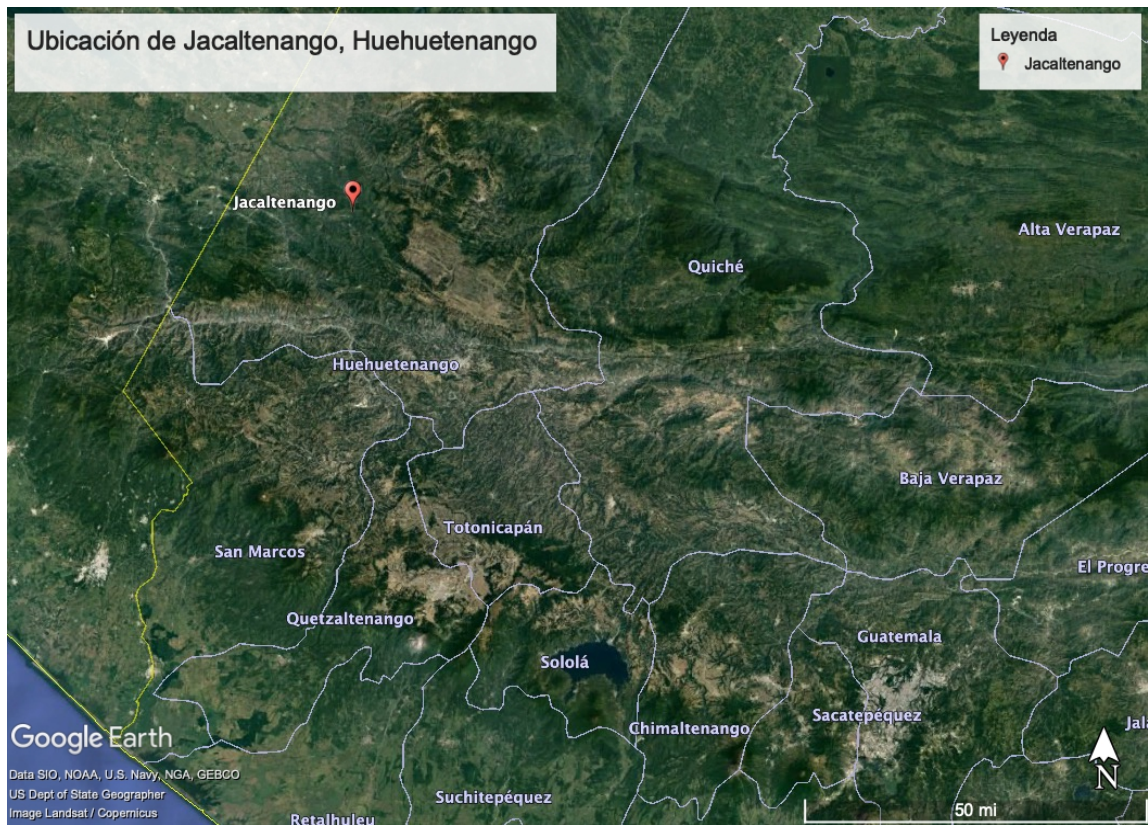 Ubicación de Jacaltenango, Huehuetenango
Leyenda
Jacaltenango
Jacaltenango
Alta Verapaz
Quiché
Huehuetenango
Baja Verapaz
Totonicapán
San Marcos
El Progre
Quetzaltenango
Guatemala
Sololá
Sacatepequez
Chimaltenango
Jala
Google Earth
Data SIO, NOAA, U.S. Navy, NGA, GEBCO
US Dept of State Geographer
Image Landsat / Copernicus
Suchitepéquez
Retalhuleu
N
50 mi